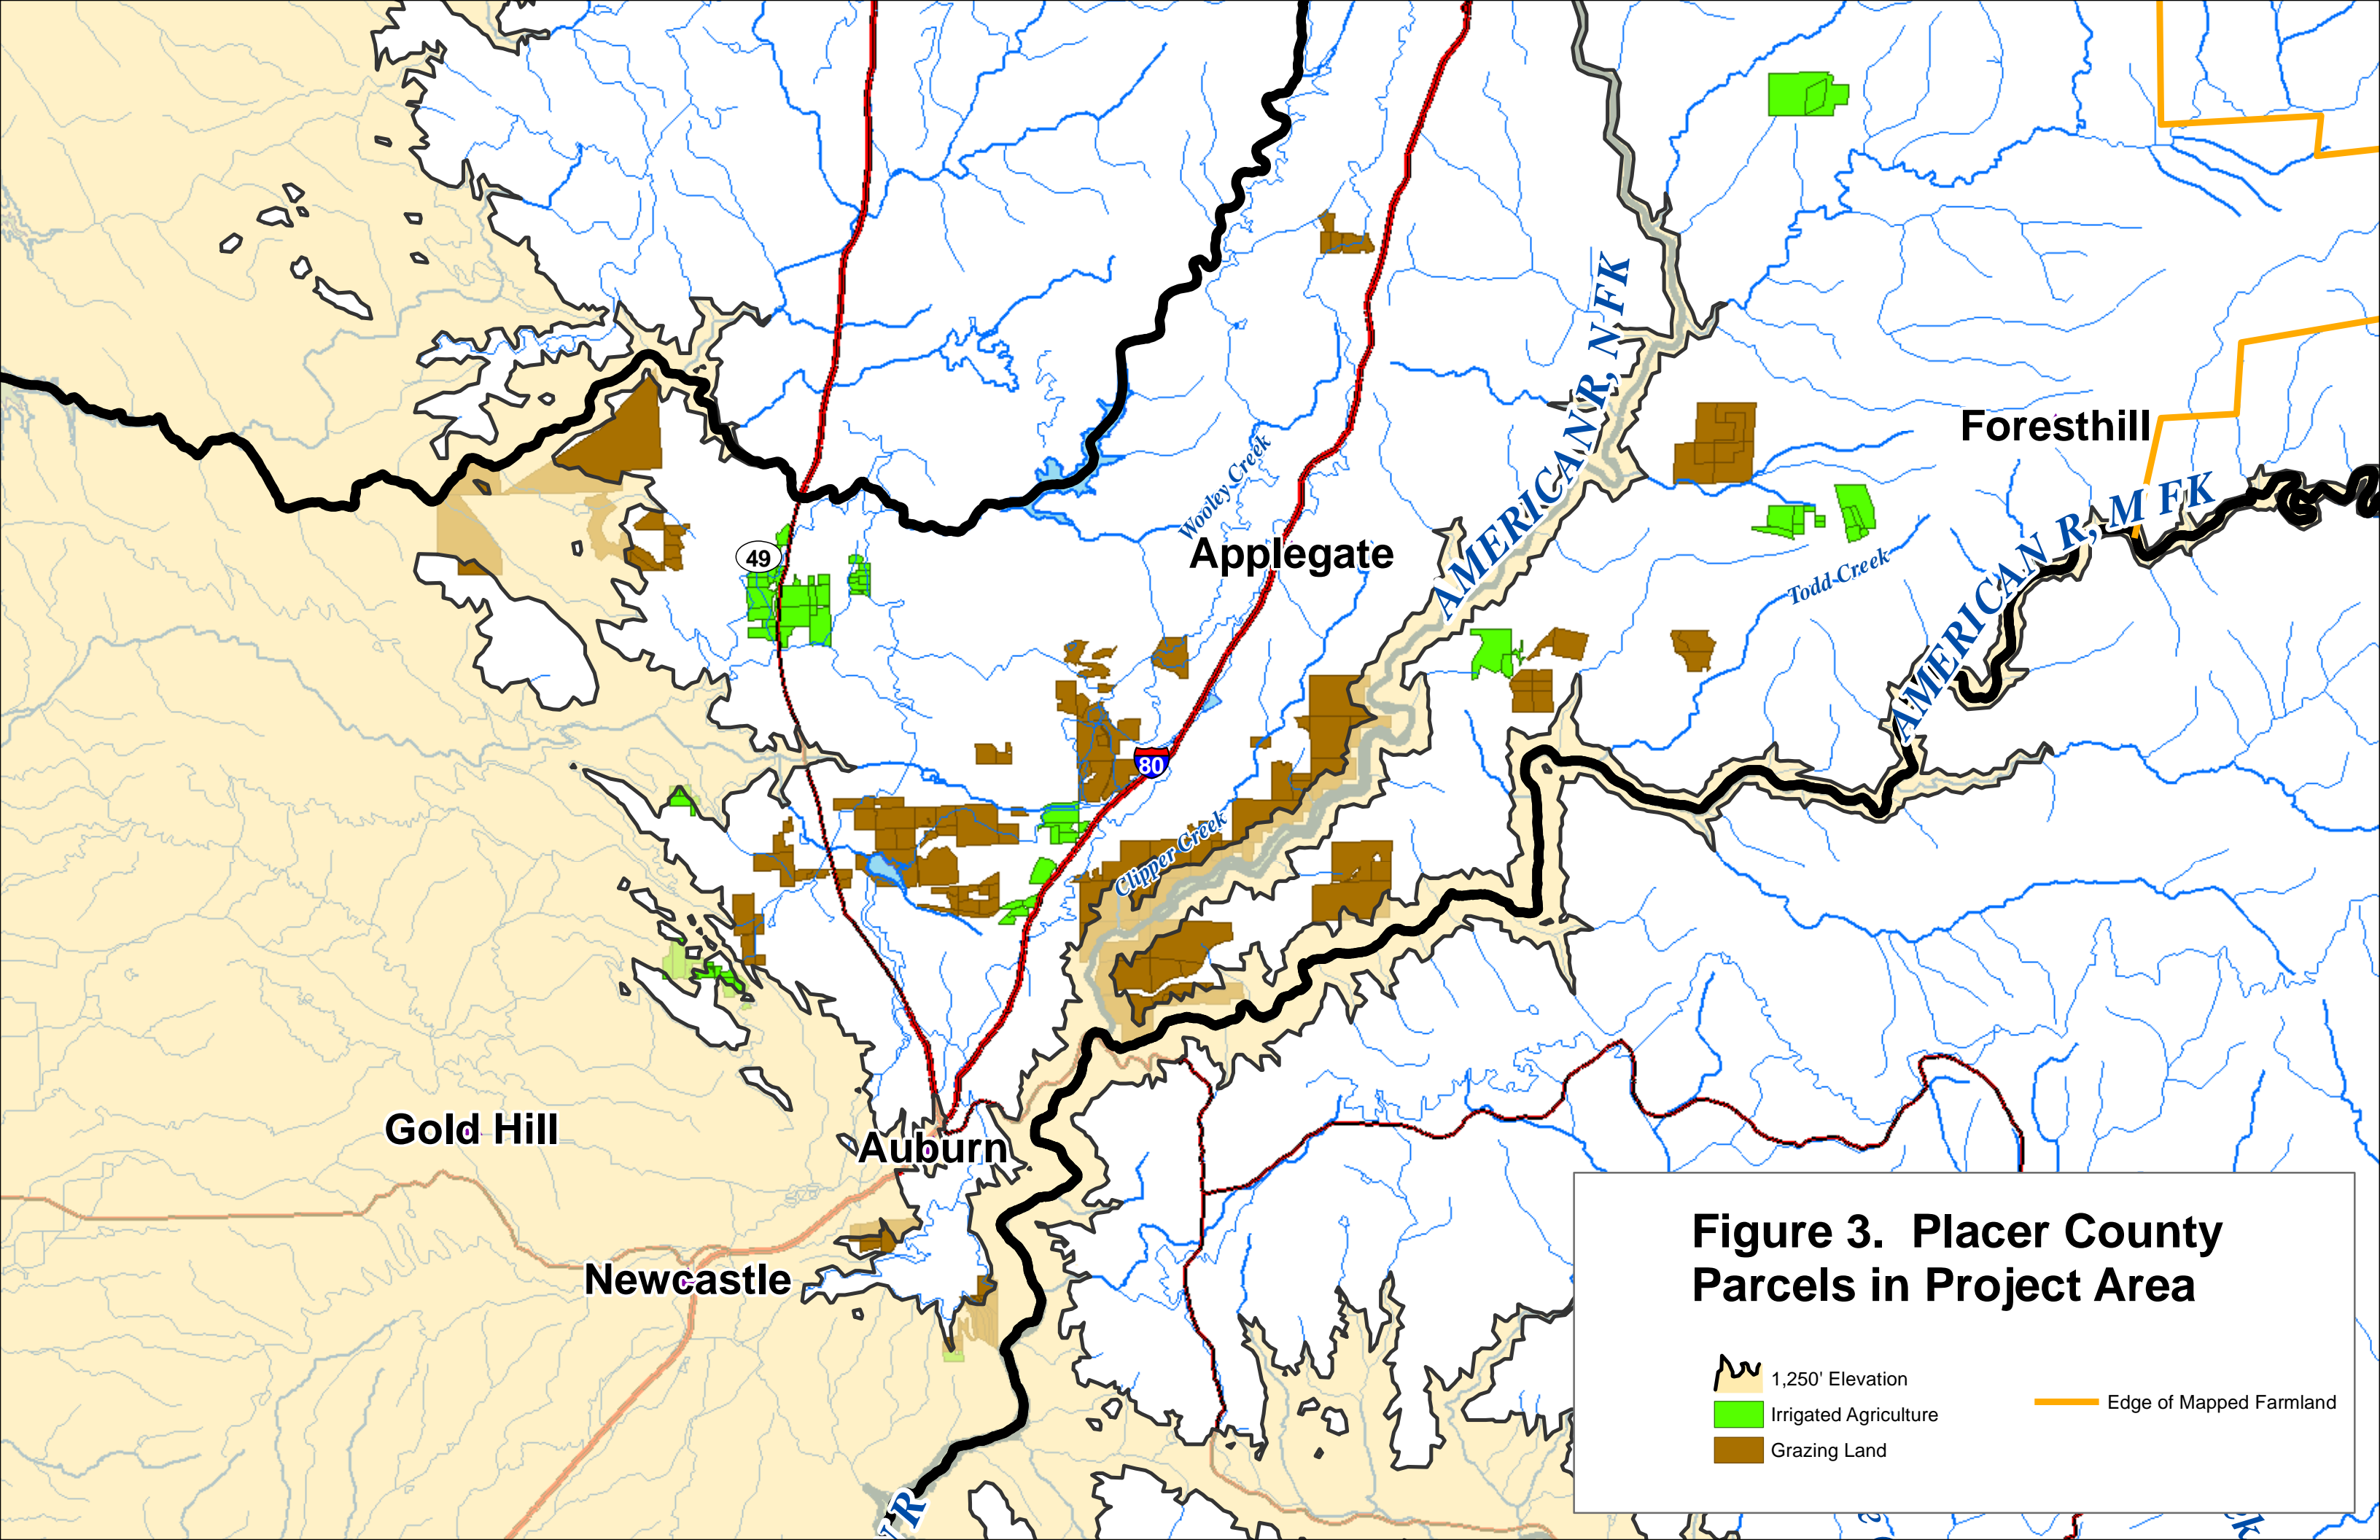 AMERICAN R, N FK
Foresthill
Wooley Creek
AMERICAN R, M FK
49
Applegate
Todd Creek
80
Clipper Creek
Gold Hill
Auburn
Newcastle
Figure 3. Placer County
Parcels in Project Area
1,250' Elevation
Irrigated Agriculture
Edge of Mapped Farmland
Grazing Land
R